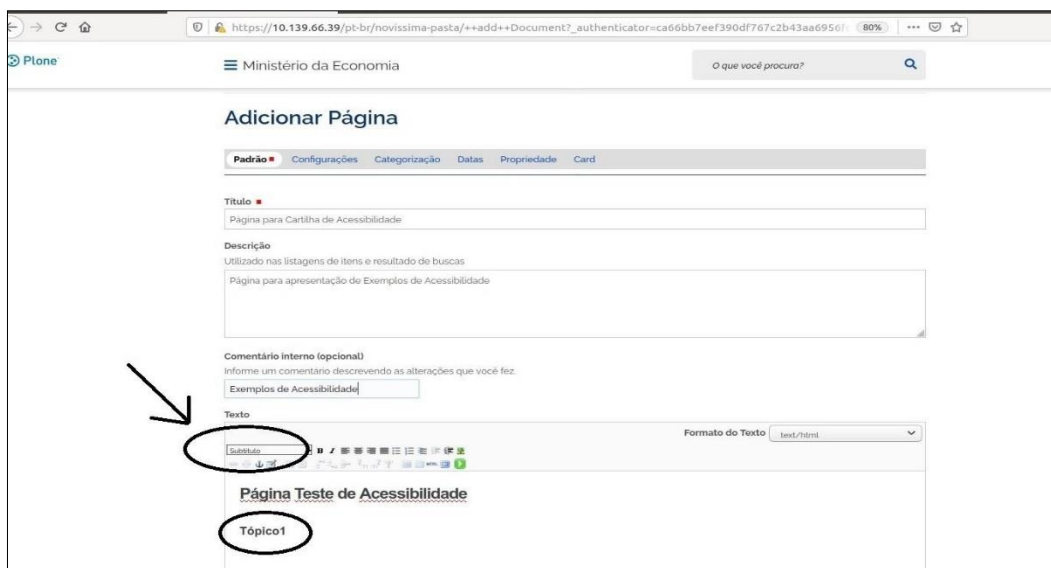 https://10.139.66.39/pt-br/novissima-pasta/++add++Document?_authenticator=ca66bb7eef390df767c2b43aa6956 80%
Plone
Ministério da Economia
O que você procura?
Adicionar Página
Padrão Configurações Categorização Datas Propriedade Card
Título
Pagina para Cartilha de Acessibilidade
Descrição
Utilizado nas listagens de itens e resultado de buscas
Página para apresentação de Exemplos de Acessibilidade
Comentário interno (opcional)
Informe um comentário descrevendo as alterações que você fez.
Exemplos de Acessibilidade
Texto
Formato do Texto text/html
Subtítulo B I
HTML
Página Teste de Acessibilidade
Tópico1